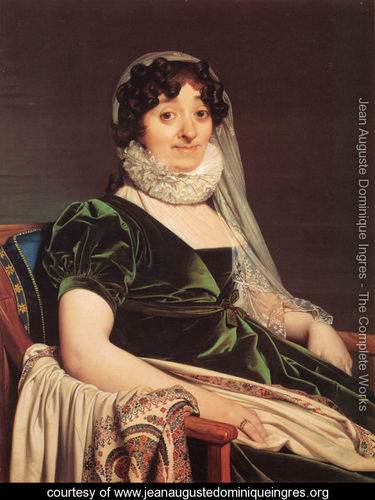 Jean Auguste Dominique Ingres - The Complete Works
courtesy of www.jeanaugustedominiqueingres.org